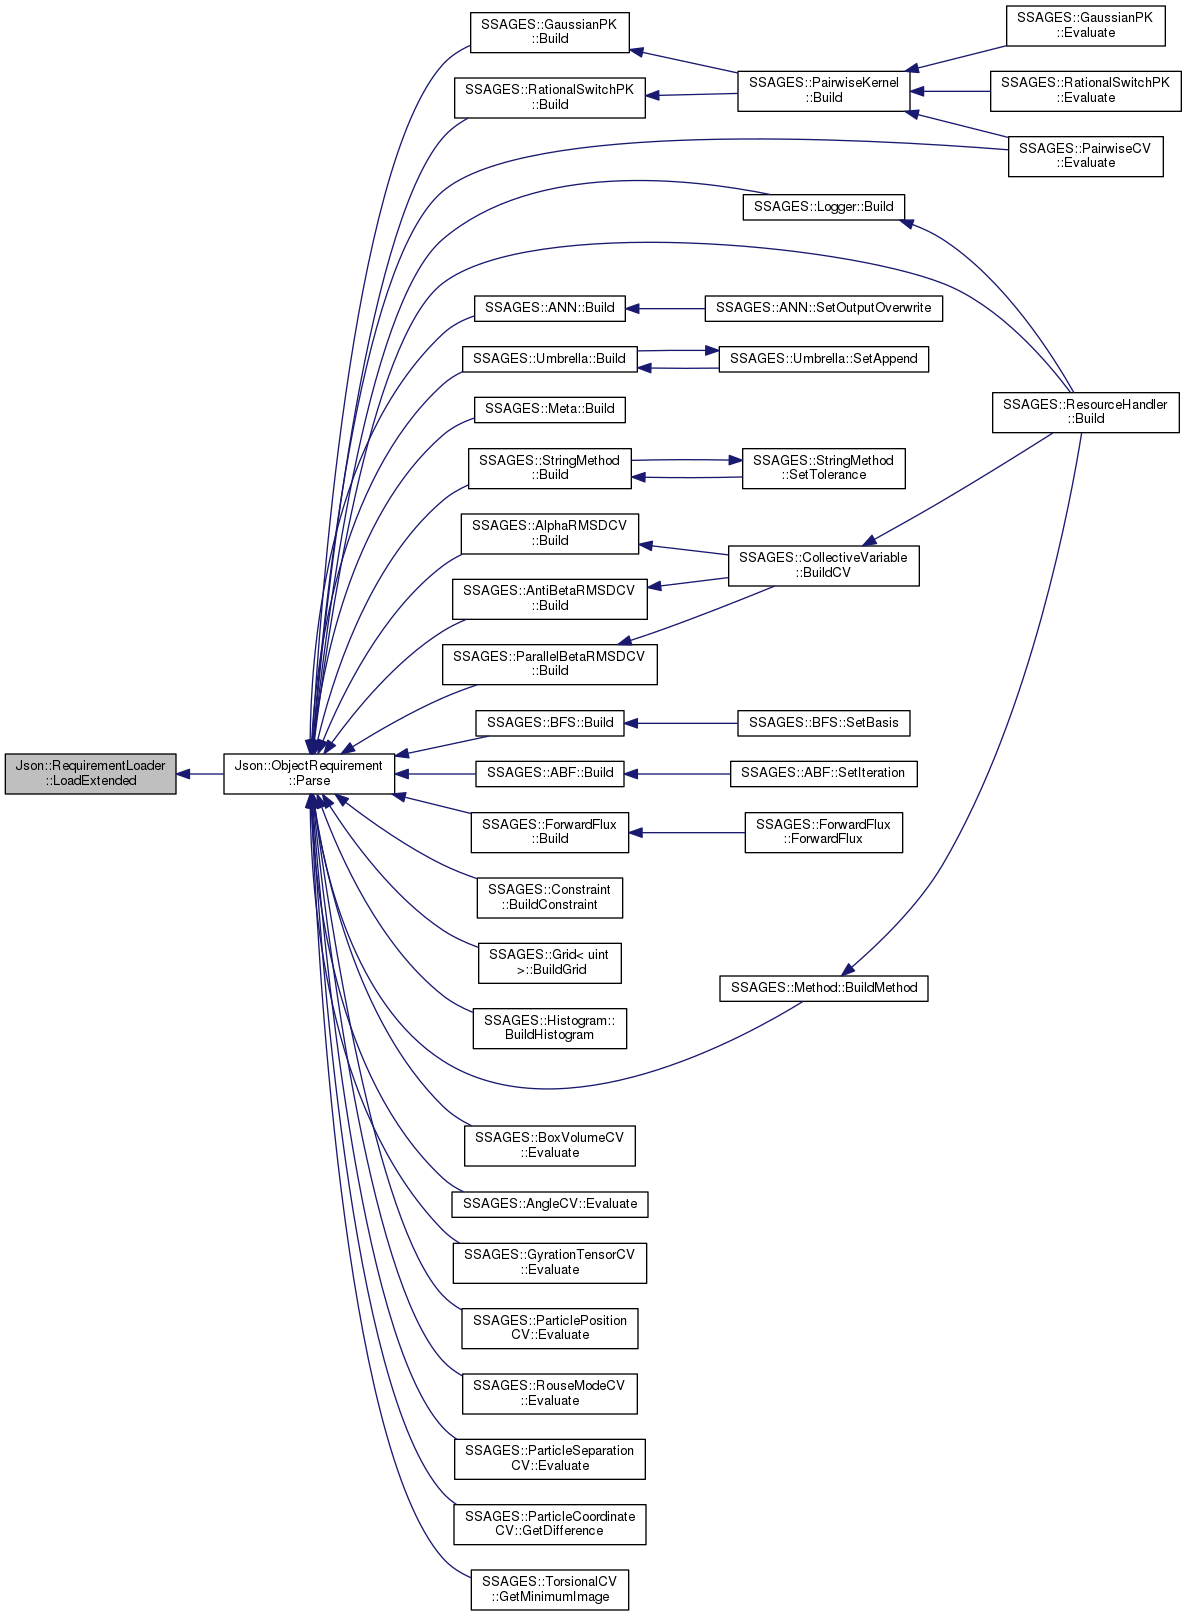 SSAGES::GaussianPK
::Build
SSAGES::GaussianPK
::Evaluate
SSAGES::RationalSwitchPK
::Build
SSAGES::PairwiseKernel
::Build
SSAGES::RationalSwitchPK
::Evaluate
SSAGES::PairwiseCV
::Evaluate
SSAGES::Logger::Build
SSAGES::ANN::Build
SSAGES::ANN::SetOutputOverwrite
SSAGES::Umbrella::Build
SSAGES::Umbrella::SetAppend
SSAGES::Meta::Build
SSAGES::ResourceHandler
::Build
SSAGES::StringMethod
::Build
SSAGES::StringMethod
::SetTolerance
SSAGES::AlphaRMSDCV
::Build
SSAGES::CollectiveVariable
::BuildCV
SSAGES::AntiBetaRMSDCV
::Build
SSAGES::ParallelBetaRMSDCV
::Build
SSAGES::BFS::Build
SSAGES::BFS::SetBasis
Json::RequirementLoader
::LoadExtended
Json::ObjectRequirement
::Parse
SSAGES::ABF::Build
SSAGES::ABF::SetIteration
SSAGES::ForwardFlux
::Build
SSAGES::ForwardFlux
::ForwardFlux
SSAGES::Constraint
::BuildConstraint
SSAGES::Grid< uint
>::BuildGrid
SSAGES::Method::BuildMethod
SSAGES::Histogram::
BuildHistogram
SSAGES::BoxVolumeCV
::Evaluate
SSAGES::AngleCV::Evaluate
SSAGES::GyrationTensorCV
::Evaluate
SSAGES::ParticlePosition
CV::Evaluate
SSAGES::RouseModeCV
::Evaluate
SSAGES::ParticleSeparation
CV::Evaluate
SSAGES::ParticleCoordinate
CV::GetDifference
SSAGES::TorsionalCV
::GetMinimumImage